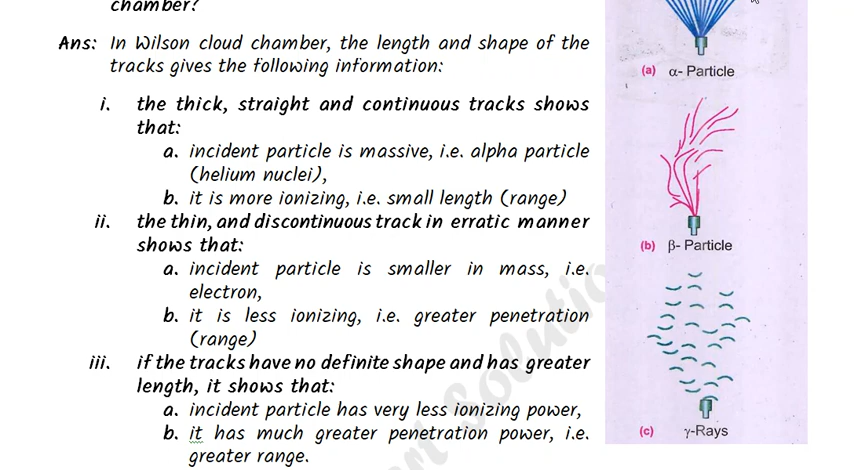 chamber?
Ans: In Wilson cloud chamber, the length and shape of the
tracks gives the following information:
i. the thick, straight and continuous tracks shows
that:
a. incident particle is massive, i.e. alpha particle
(helium nuclei),
b. it is more ionizing, i.e. small length (range)
ii. the thin, and discontinuous track in erratic manner
shows that:
a. incident particle is smaller in mass, i.e.
electron,
b. it is less ionizing, i.e. greater penetration
(range)
iii. if the tracks have no definite shape and has greater
length, it shows that:
a. incident particle has very less ionizing power,
b. it has much greater penetration power, i.e.
greater range.
(a) α- Particle
(b) β- Particle
(c) γ-Rays